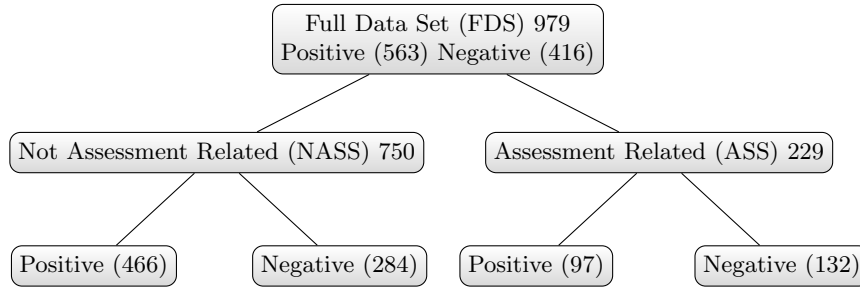 Full Data Set (FDS) 979
Positive (563) Negative (416)
Not Assessment Related (NASS) 750
Assessment Related (ASS) 229
Positive (466)
Negative (284)
Positive (97)
Negative (132)